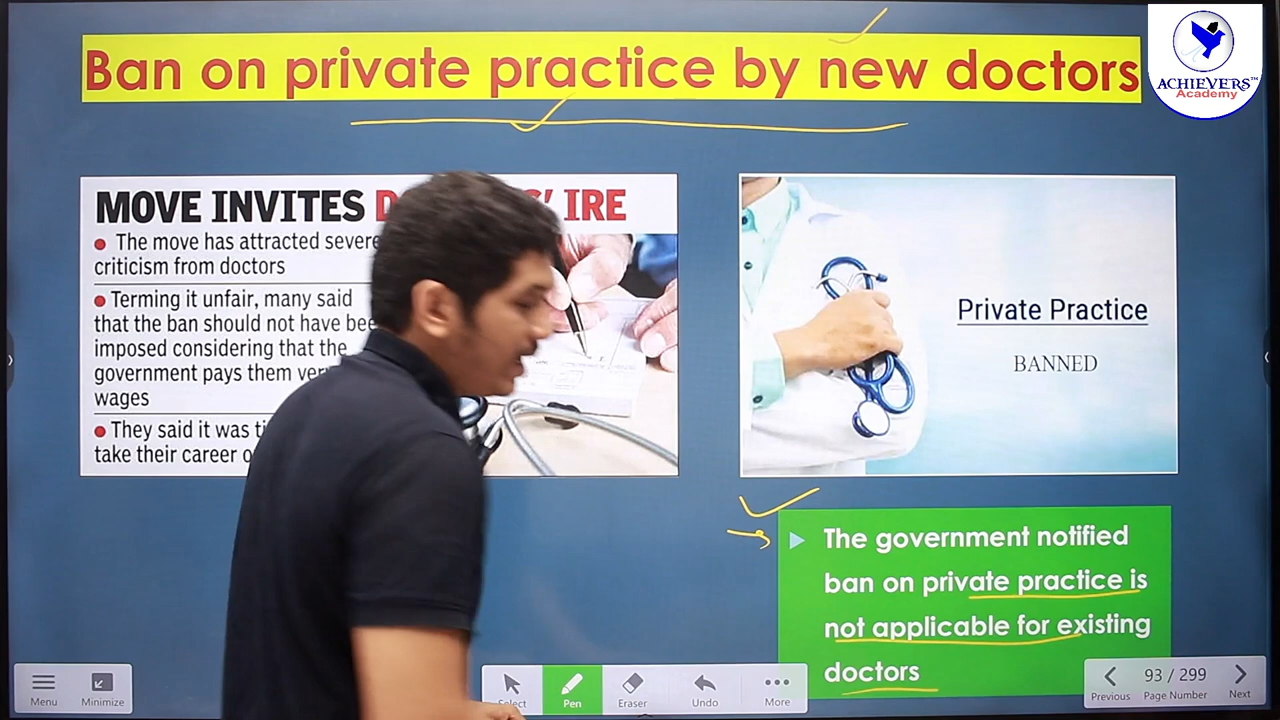 Ban on private practice by new doctors
ACHIEVERS™
Academy
MOVE INVITES IRE
• The move has attracted severe
criticism from doctors
• Terming it unfair, many said
that the ban should not have
imposed considering that the
government pays them
wages
• They said it was
take their career
Private Practice
BANNED
The government notified
ban on private practice is
not applicable for existing
doctors
Menu
Minimize
Select
Pen
Eraser
Undo
More
Previous
93 / 299
Page Number
Next